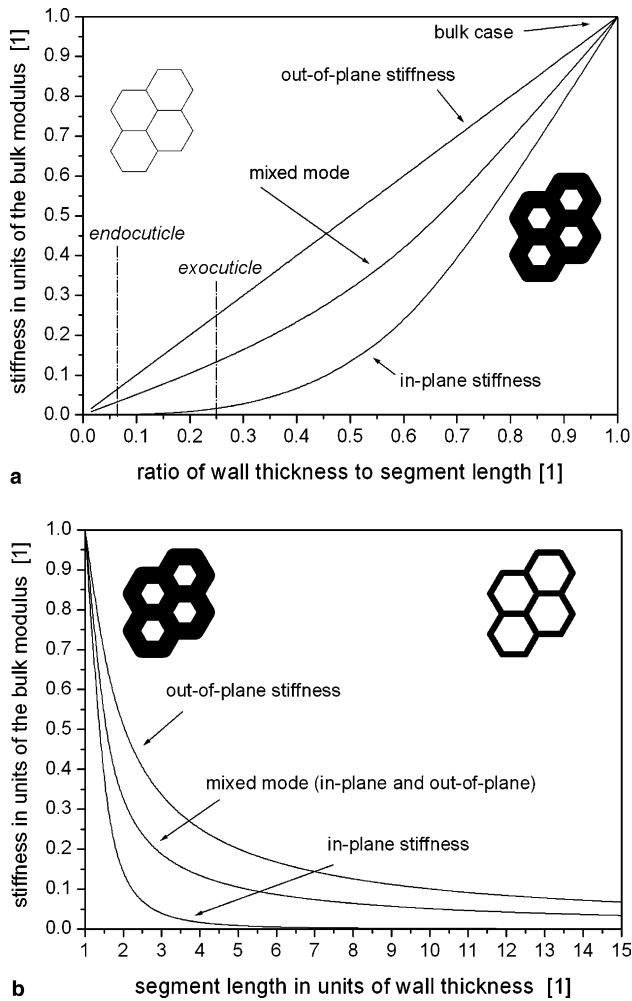 1.0
0.9
0.8
0.7
0.6
0.5
0.4
0.3
0.2
0.1
0.0
stiffness in units of the bulk modulus [1]
bulk case
out-of-plane stiffness
mixed mode
endocuticle
exocuticle
in-plane stiffness
0.0 0.1 0.2 0.3 0.4 0.5 0.6 0.7 0.8 0.9 1.0
a
ratio of wall thickness to segment length [1]
1.0
0.9
0.8
0.7
0.6
0.5
0.4
0.3
0.2
0.1
0.0
stiffness in units of the bulk modulus [1]
out-of-plane stiffness
mixed mode (in-plane and out-of-plane)
in-plane stiffness
1 2 3 4 5 6 7 8 9 10 11 12 13 14 15
b
segment length in units of wall thickness [1]